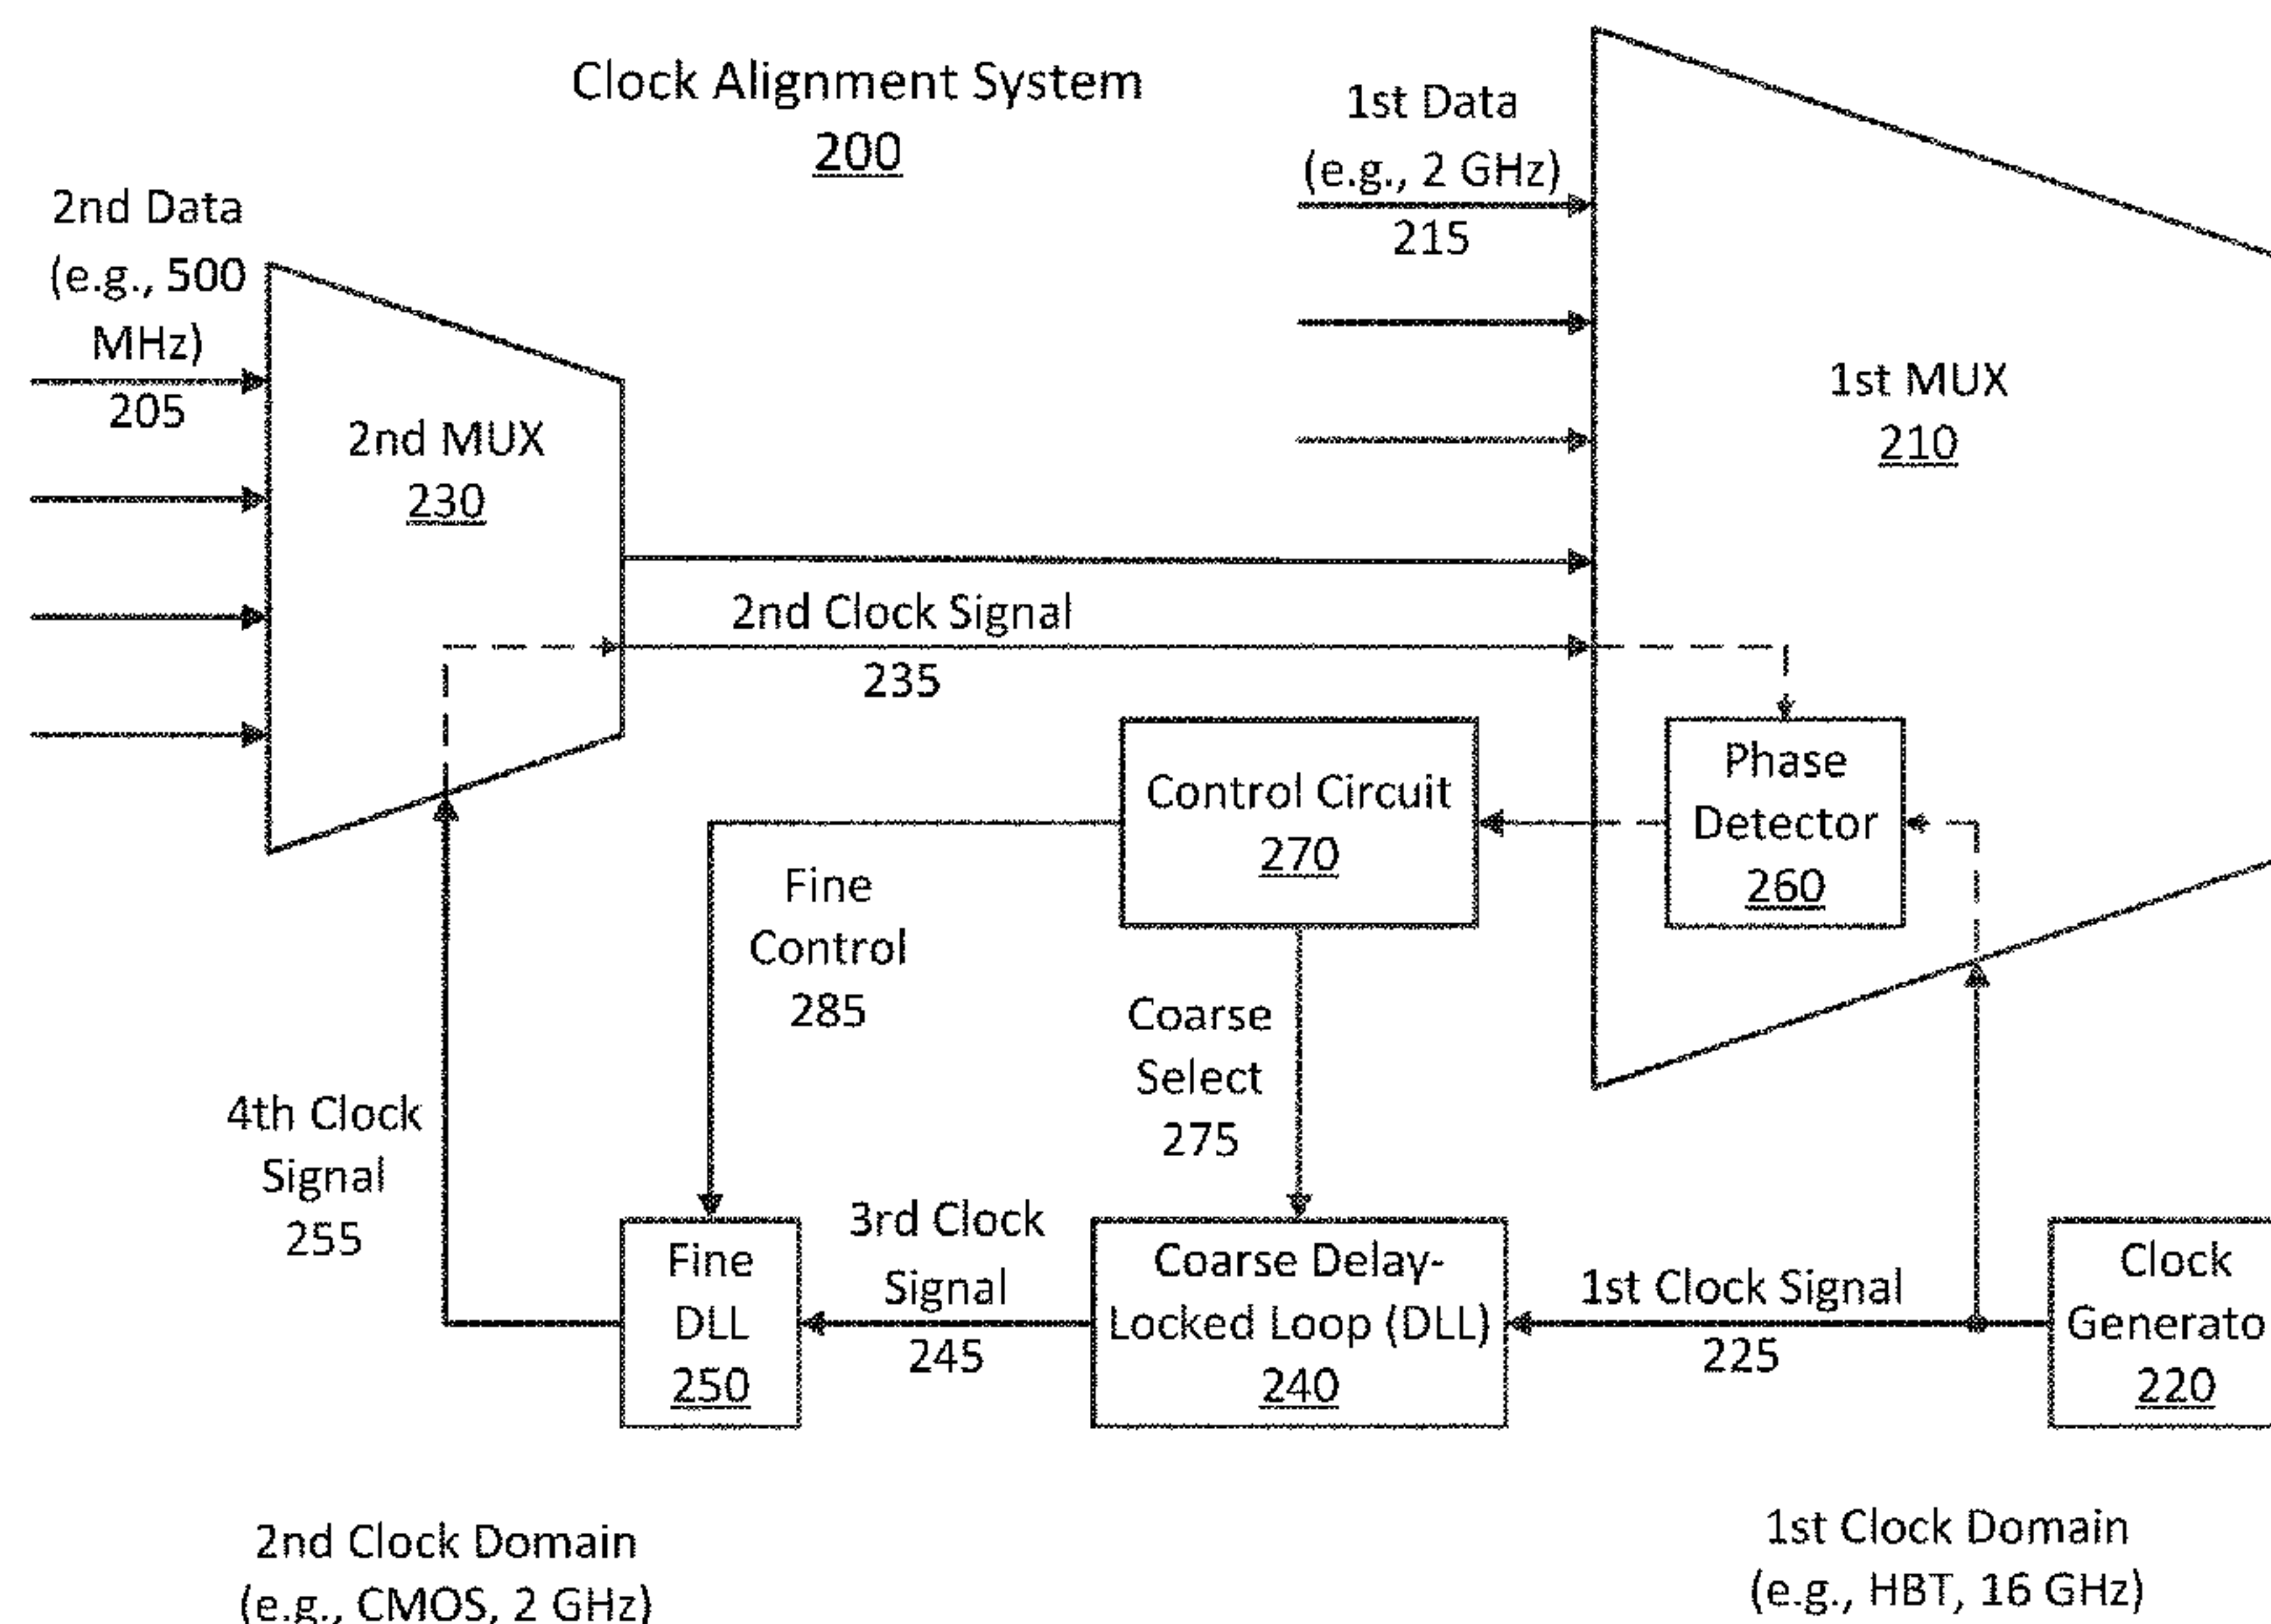 Clock Alignment System
200
1st Data
(e.g., 2 GHz)
215
2nd Data
(e.g., 500
MHz)
205
2nd MUX
230
1st MUX
210
2nd Clock Signal
235
Control Circuit
270
Phase
Detector
260
Fine
Control
285
Coarse
Select
275
4th Clock
Signal
255
Fine
DLL
250
3rd Clock
Signal
245
Coarse Delay-
Locked Loop (DLL)
240
1st Clock Signal
225
Clock
Generato
220
2nd Clock Domain
(e.g., CMOS, 2 GHz)
1st Clock Domain
(e.g., HBT, 16 GHz)